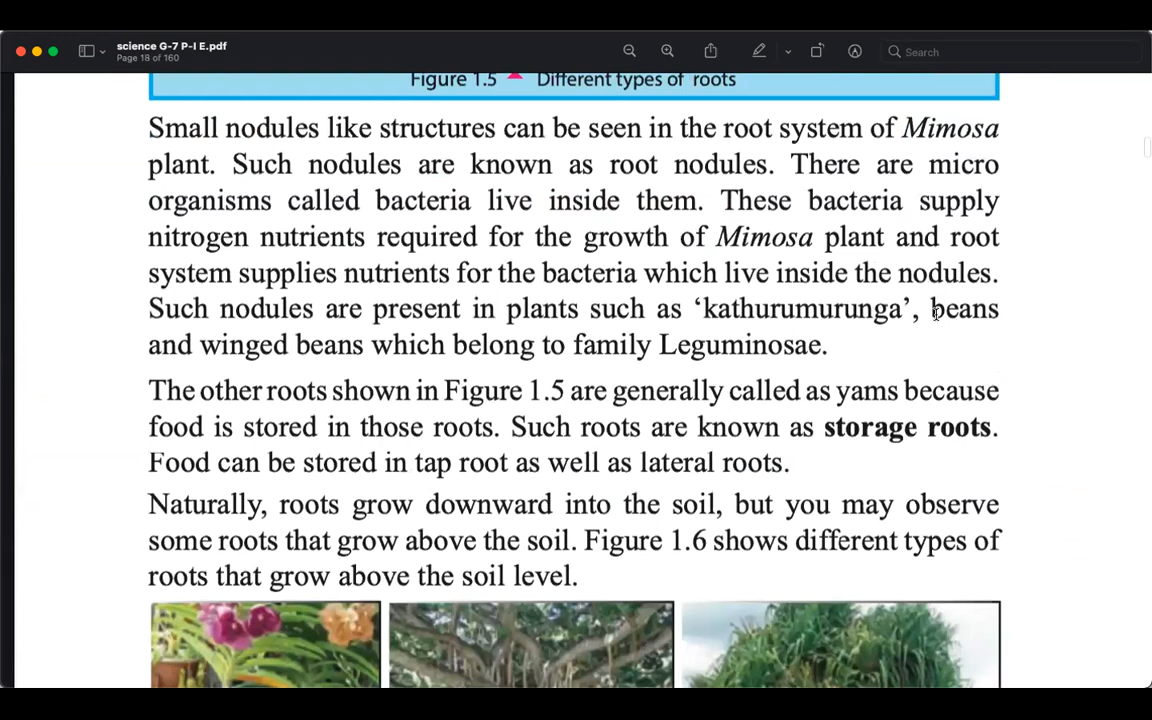 science G-7 P-I E.pdf
Page 18 of 160
Search
Figure 1.5 Different types of roots
Small nodules like structures can be seen in the root system of Mimosa
plant. Such nodules are known as root nodules. There are micro
organisms called bacteria live inside them. These bacteria supply
nitrogen nutrients required for the growth of Mimosa plant and root
system supplies nutrients for the bacteria which live inside the nodules.
Such nodules are present in plants such as ‘kathurumurunga’, beans
and winged beans which belong to family Leguminosae.
The other roots shown in Figure 1.5 are generally called as yams because
food is stored in those roots. Such roots are known as storage roots.
Food can be stored in tap root as well as lateral roots.
Naturally, roots grow downward into the soil, but you may observe
some roots that grow above the soil. Figure 1.6 shows different types of
roots that grow above the soil level.